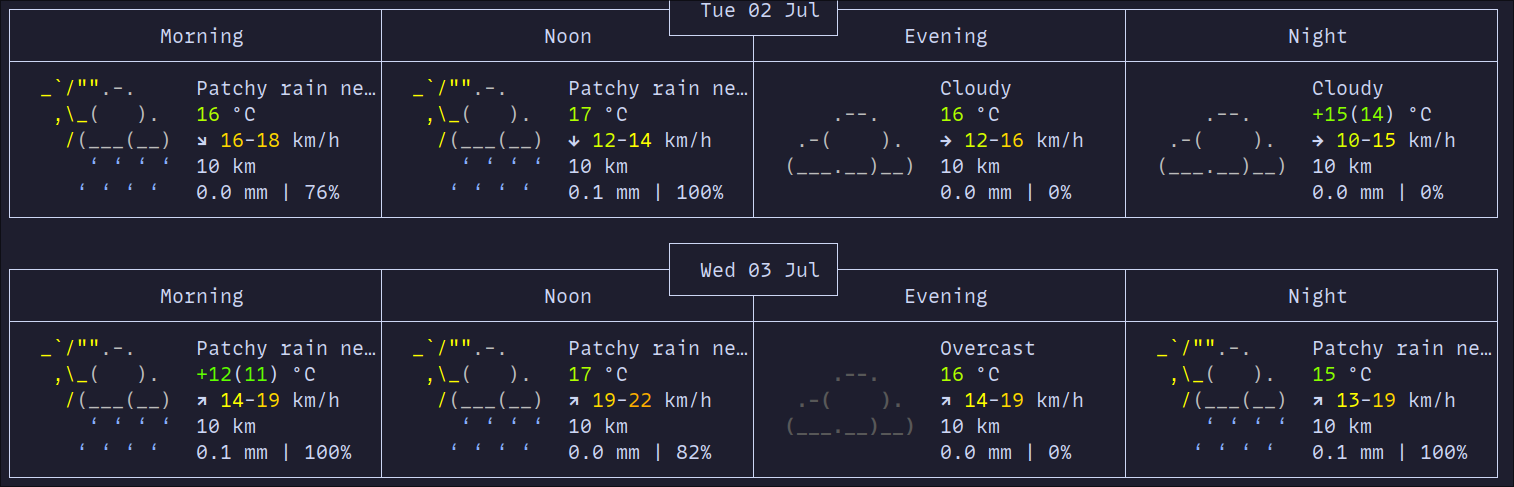 Tue 02 Jul
Morning Noon Evening Night
Patchy rain ne… Patchy rain ne… Cloudy Cloudy
16 °C 17 °C 16 °C +15(14) °C
↘ 16-18 km/h ↓ 12-14 km/h → 12-16 km/h → 10-15 km/h
10 km 10 km 10 km 10 km
0.0 mm | 76% 0.1 mm | 100% 0.0 mm | 0% 0.0 mm | 0%
Wed 03 Jul
Morning Noon Evening Night
Patchy rain ne… Patchy rain ne… Overcast Patchy rain ne…
+12(11) °C 17 °C 16 °C 15 °C
↗ 14-19 km/h ↗ 19-22 km/h ↗ 14-19 km/h ↗ 13-19 km/h
10 km 10 km 10 km 10 km
0.1 mm | 100% 0.0 mm | 82% 0.0 mm | 0% 0.1 mm | 100%